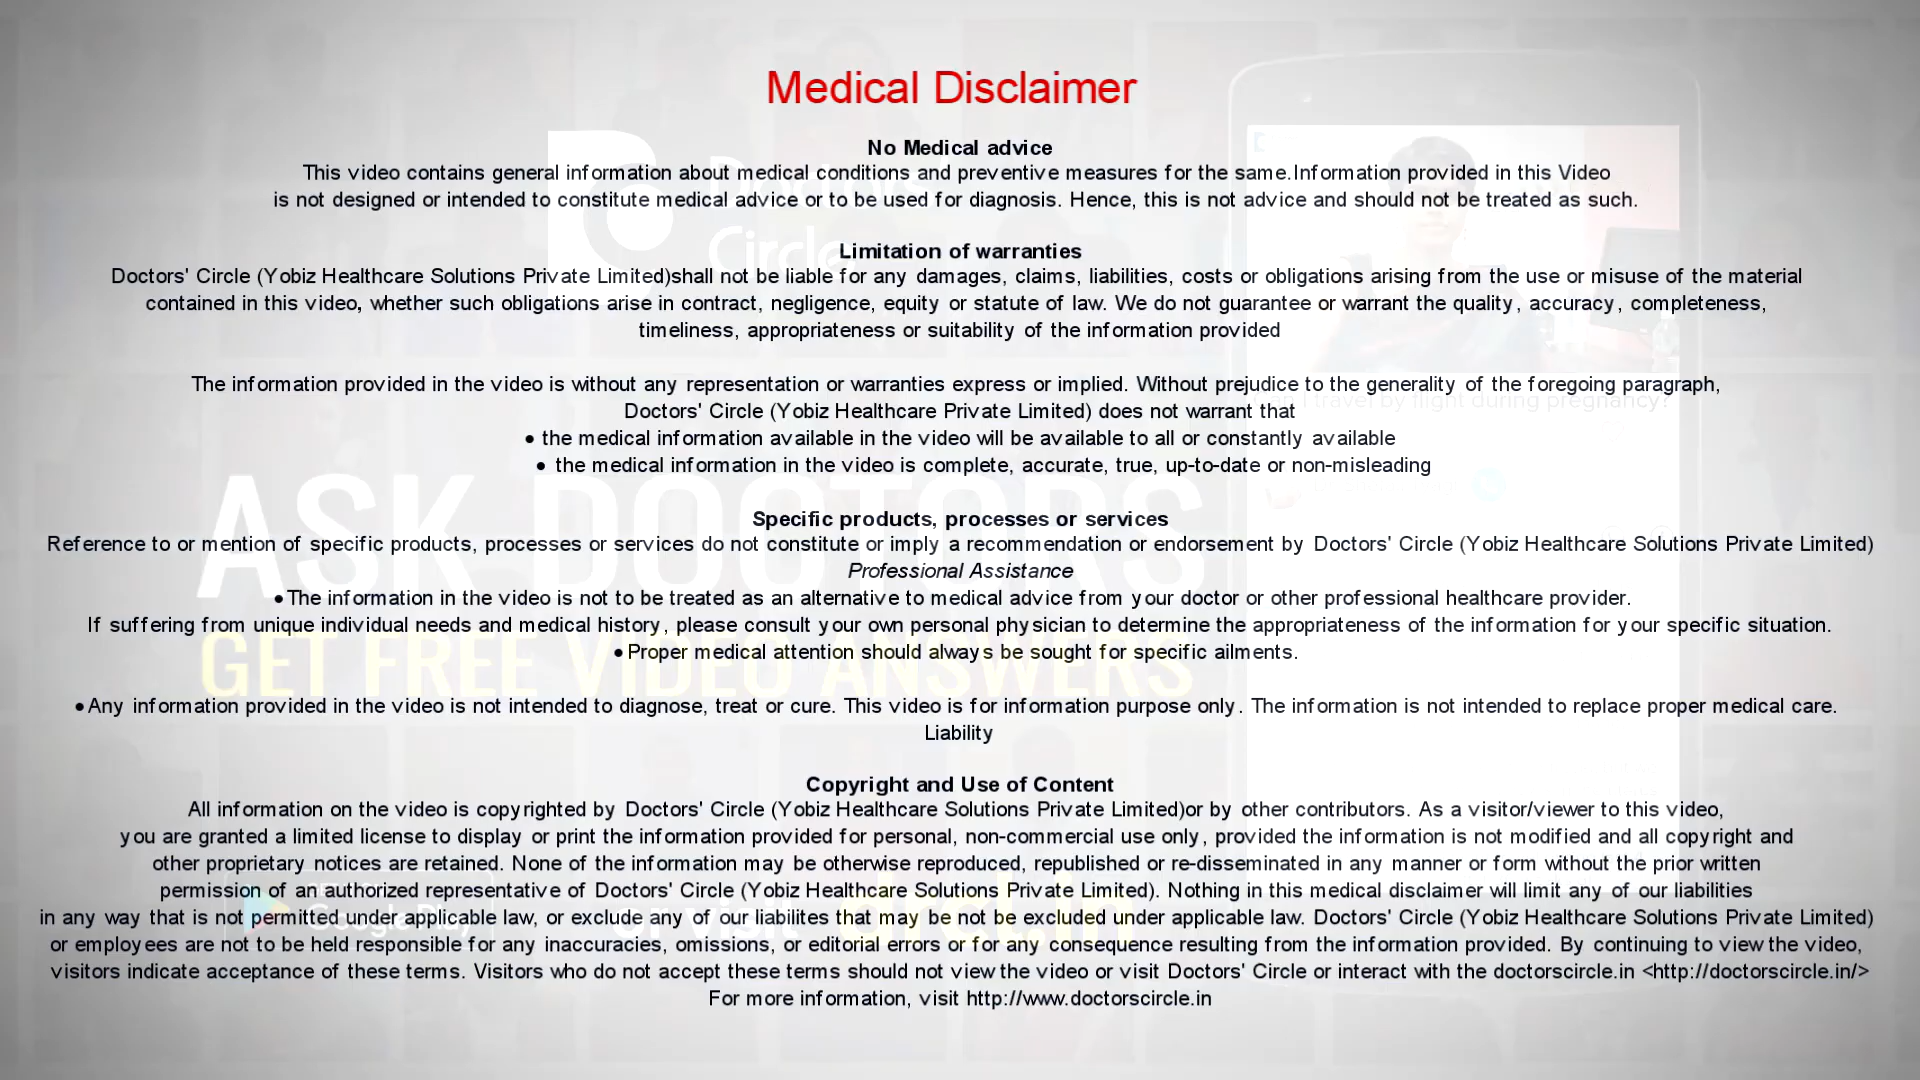 Medical Disclaimer
No Medical advice
This video contains general information about medical conditions and preventive measures for the same.Information provided in this Video
is not designed or intended to constitute medical advice or to be used for diagnosis. Hence, this is not advice and should not be treated as such.
Limitation of warranties
Doctors' Circle (Yobiz Healthcare Solutions Private Limited)shall not be liable for any damages, claims, liabilities, costs or obligations arising from the use or misuse of the material
contained in this video, whether such obligations arise in contract, negligence, equity or statute of law. We do not guarantee or warrant the quality, accuracy, completeness,
timeliness, appropriateness or suitability of the information provided
The information provided in the video is without any representation or warranties express or implied. Without prejudice to the generality of the foregoing paragraph,
Doctors' Circle (Yobiz Healthcare Private Limited) does not warrant that
• the medical information available in the video will be available to all or constantly available
• the medical information in the video is complete, accurate, true, up-to-date or non-misleading
Specific products, processes or services
Reference to or mention of specific products, processes or services do not constitute or imply a recommendation or endorsement by Doctors' Circle (Yobiz Healthcare Solutions Private Limited)
Professional Assistance
•The information in the video is not to be treated as an alternative to medical advice from your doctor or other professional healthcare provider.
If suffering from unique individual needs and medical history, please consult your own personal physician to determine the appropriateness of the information for your specific situation.
•Proper medical attention should always be sought for specific ailments.
•Any information provided in the video is not intended to diagnose, treat or cure. This video is for information purpose only. The information is not intended to replace proper medical care.
Liability
Copyright and Use of Content
All information on the video is copyrighted by Doctors' Circle (Yobiz Healthcare Solutions Private Limited)or by other contributors. As a visitor/viewer to this video,
you are granted a limited license to display or print the information provided for personal, non-commercial use only, provided the information is not modified and all copyright and
other proprietary notices are retained. None of the information may be otherwise reproduced, republished or re-disseminated in any manner or form without the prior written
permission of an authorized representative of Doctors' Circle (Yobiz Healthcare Solutions Private Limited). Nothing in this medical disclaimer will limit any of our liabilities
in any way that is not permitted under applicable law, or exclude any of our liabilites that may be not be excluded under applicable law. Doctors' Circle (Yobiz Healthcare Solutions Private Limited)
or employees are not to be held responsible for any inaccuracies, omissions, or editorial errors or for any consequence resulting from the information provided. By continuing to view the video,
visitors indicate acceptance of these terms. Visitors who do not accept these terms should not view the video or visit Doctors' Circle or interact with the doctorscircle.in <http://doctorscircle.in/>
For more information, visit http://www.doctorscircle.in
Doctors'
Circle
Can I travel by flight during pregnancy?
ASK DOCTORS
GET FREE VIDEO ANSWERS
Google Play
or visit drcl.in